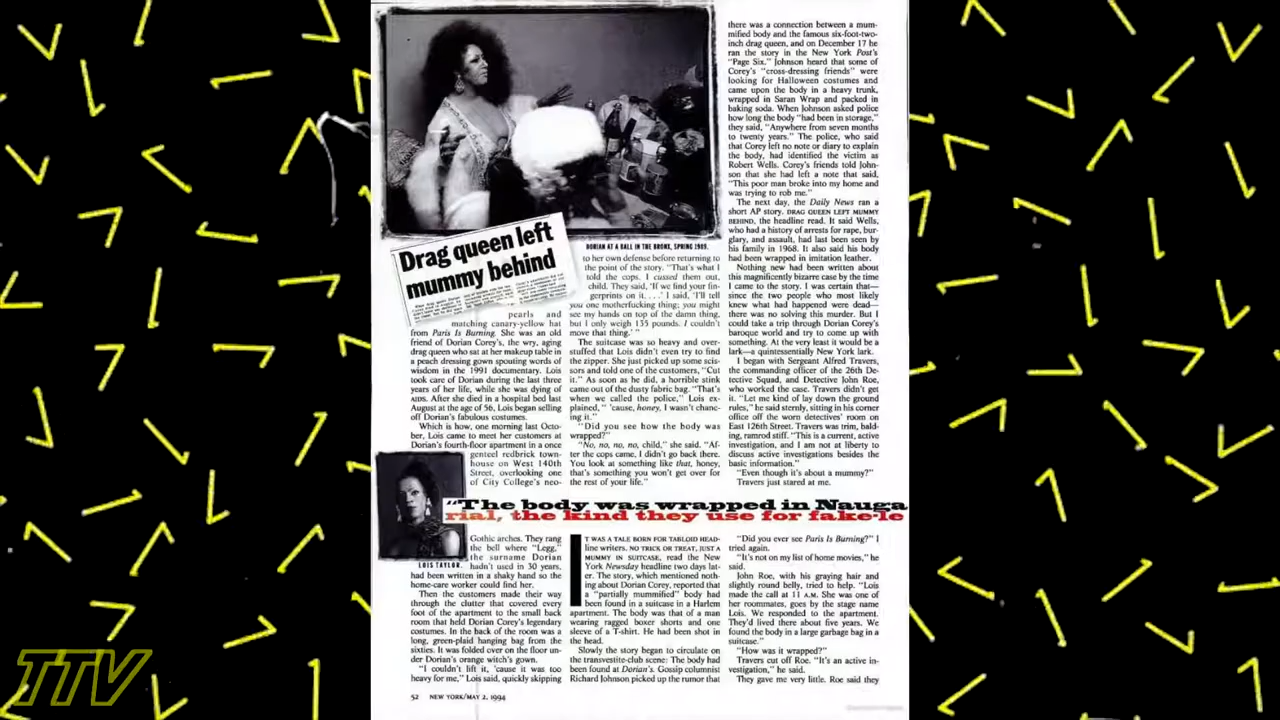 DORIAN AT A BALL IN THE BRONX, SPRING 1989.
Drag queen left
mummy behind
pearls and
matching canary-yellow hat
from Paris Is Burning. She was an old
friend of Dorian Corey's, the wry, aging
drag queen who sat at her makeup table in
a peach dressing gown spouting words of
wisdom in the 1991 documentary. Lois
took care of Dorian during the last three
years of her life, while she was dying of
AIDS. After she died in a hospital bed last
August at the age of 56, Lois began selling
off Dorian's fabulous costumes.
Which is how, one morning last Octo-
ber, Lois came to meet her customers at
Dorian's fourth-floor apartment in a once
genteel redbrick town-
house on West 140th
Street, overlooking one
of City College's neo-
Gothic arches. They rang
the bell where "Legg,"
the surname Dorian
hadn't used in 30 years,
LOIS TAYLOR.
had been written in a shaky hand so the
home-care worker could find her.
Then the customers made their way
through the clutter that covered every
foot of the apartment to the small back
room that held Dorian Corey's legendary
costumes. In the back of the room was a
long, green-plaid hanging bag from the
sixties. It was folded over on the floor un-
der Dorian's orange witch's gown.
"I couldn't lift it, 'cause it was too
heavy for me," Lois said, quickly skipping
to her own defense before returning to
the point of the story. "That's what I
told the cops. I cussed them out,
child. They said, 'If we find your fin-
gerprints on it. . . .' I said, 'I'll tell
you one motherfucking thing; you might
see my hands on top of the damn thing,
but I only weigh 135 pounds. I couldn't
move that thing.' "
The suitcase was so heavy and over-
stuffed that Lois didn't even try to find
the zipper. She just picked up some scis-
sors and told one of the customers, "Cut
it." As soon as he did, a horrible stink
came out of the dusty fabric bag. "That's
when we called the police," Lois ex-
plained, " 'cause, honey, I wasn't chanc-
ing it."
"Did you see how the body was
wrapped?"
"No, no, no, no, child," she said. "Af-
ter the cops came, I didn't go back there.
You look at something like that, honey,
that's something you won't get over for
the rest of your life."
"The body was wrapped in Nauga
rial, the kind they use for fake-le
IT WAS A TALE BORN FOR TABLOID HEAD-
line writers. NO TRICK OR TREAT, JUST A
MUMMY IN SUITCASE, read the New
York Newsday headline two days lat-
er. The story, which mentioned noth-
ing about Dorian Corey, reported that
a "partially mummified" body had
been found in a suitcase in a Harlem
apartment. The body was that of a man
wearing ragged boxer shorts and one
sleeve of a T-shirt. He had been shot in
the head.
Slowly the story began to circulate on
the transvestite-club scene: The body had
been found at Dorian's. Gossip columnist
Richard Johnson picked up the rumor that
there was a connection between a mum-
mified body and the famous six-foot-two-
inch drag queen, and on December 17 he
ran the story in the New York Post's
"Page Six." Johnson heard that some of
Corey's "cross-dressing friends" were
looking for Halloween costumes and
came upon the body in a heavy trunk,
wrapped in Saran Wrap and packed in
baking soda. When Johnson asked police
how long the body "had been in storage,"
they said, "Anywhere from seven months
to twenty years." The police, who said
that Corey left no note or diary to explain
the body, had identified the victim as
Robert Wells. Corey's friends told John-
son that she had left a note that said,
"This poor man broke into my home and
was trying to rob me."
The next day, the Daily News ran a
short AP story. DRAG QUEEN LEFT MUMMY
BEHIND, the headline read. It said Wells,
who had a history of arrests for rape, bur-
glary, and assault, had last been seen by
his family in 1968. It also said his body
had been wrapped in imitation leather.
Nothing new had been written about
this magnificently bizarre case by the time
I came to the story. I was certain that—
since the two people who most likely
knew what had happened were dead—
there was no solving this murder. But I
could take a trip through Dorian Corey's
baroque world and try to come up with
something. At the very least it would be a
lark—a quintessentially New York lark.
I began with Sergeant Alfred Travers,
the commanding officer of the 26th De-
tective Squad, and Detective John Roe,
who worked the case. Travers didn't get
it. "Let me kind of lay down the ground
rules," he said sternly, sitting in his corner
office off the worn detectives' room on
East 126th Street. Travers was trim, bald-
ing, ramrod stiff. "This is a current, active
investigation, and I am not at liberty to
discuss active investigations besides the
basic information."
"Even though it's about a mummy?"
Travers just stared at me.
"Did you ever see Paris Is Burning?" I
tried again.
"It's not on my list of home movies," he
said.
John Roe, with his graying hair and
slightly round belly, tried to help. "Lois
made the call at 11 A.M. She was one of
her roommates, goes by the stage name
Lois. We responded to the apartment.
They'd lived there about five years. We
found the body in a large garbage bag in a
suitcase."
"How was it wrapped?"
Travers cut off Roe. "It's an active in-
vestigation," he said.
They gave me very little. Roe said they
52 NEW YORK/MAY 2, 1994
TTV